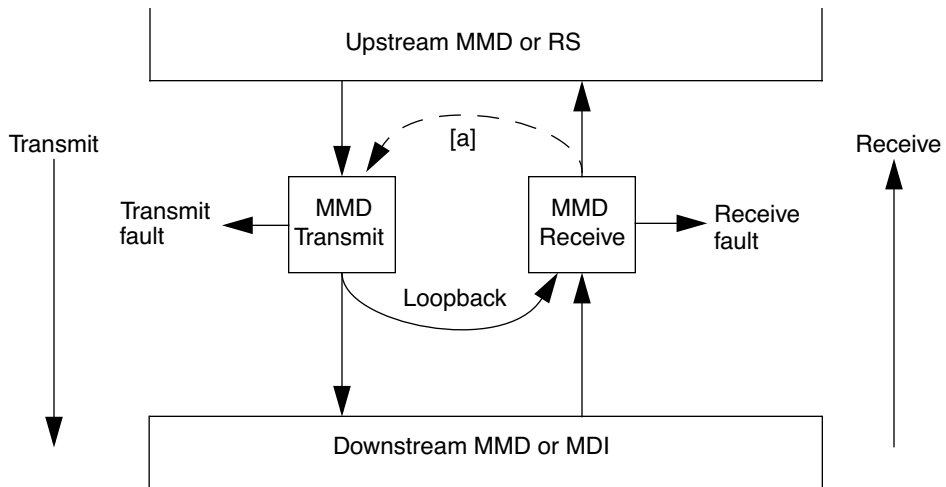 Upstream MMD or RS
[a]
Transmit
Receive
MMD
Transmit
MMD
Receive
Transmit
fault
Receive
fault
Loopback
Downstream MMD or MDI